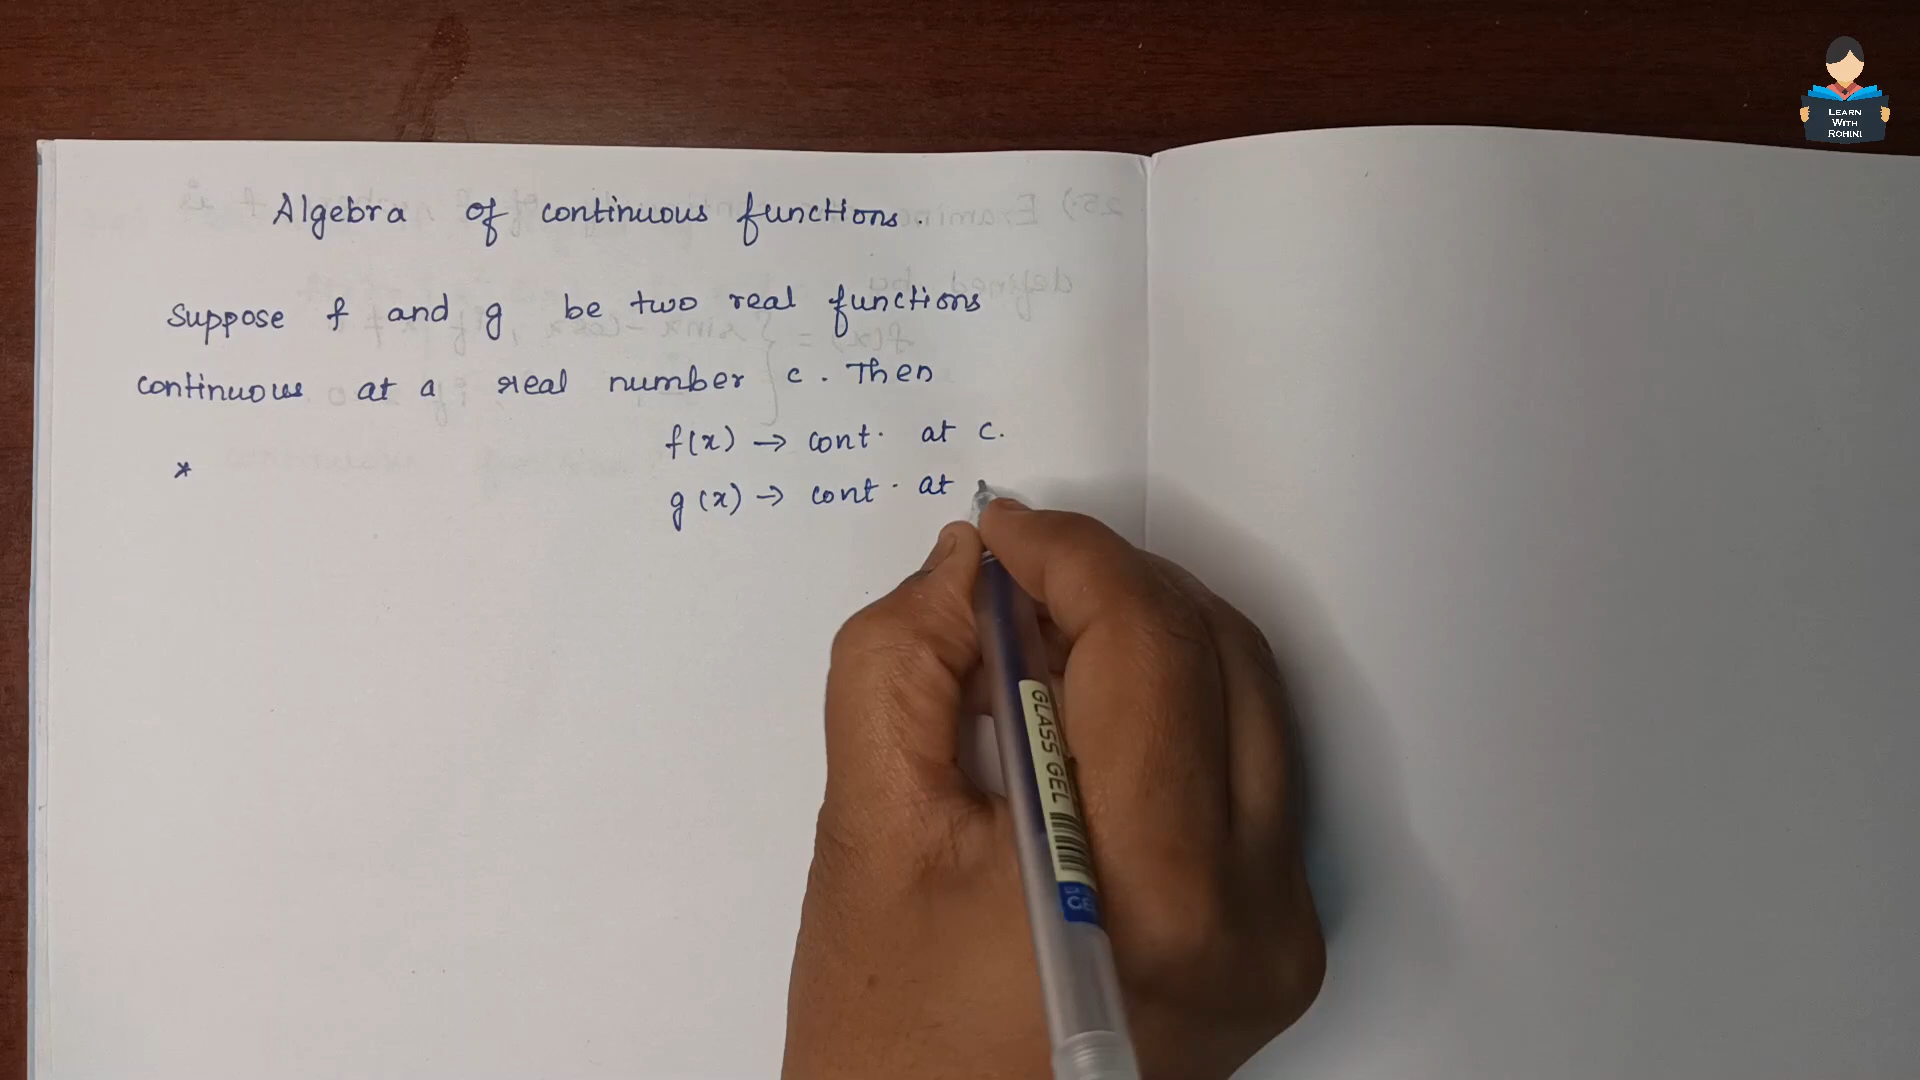 Algebra of continuous functions.
Suppose f and g be two real functions
continuous at a real number c. Then
f(x) → cont. at c.
*
g(x) → cont. at
GLASS GEL
GE
LEARN
WITH
ROHINI